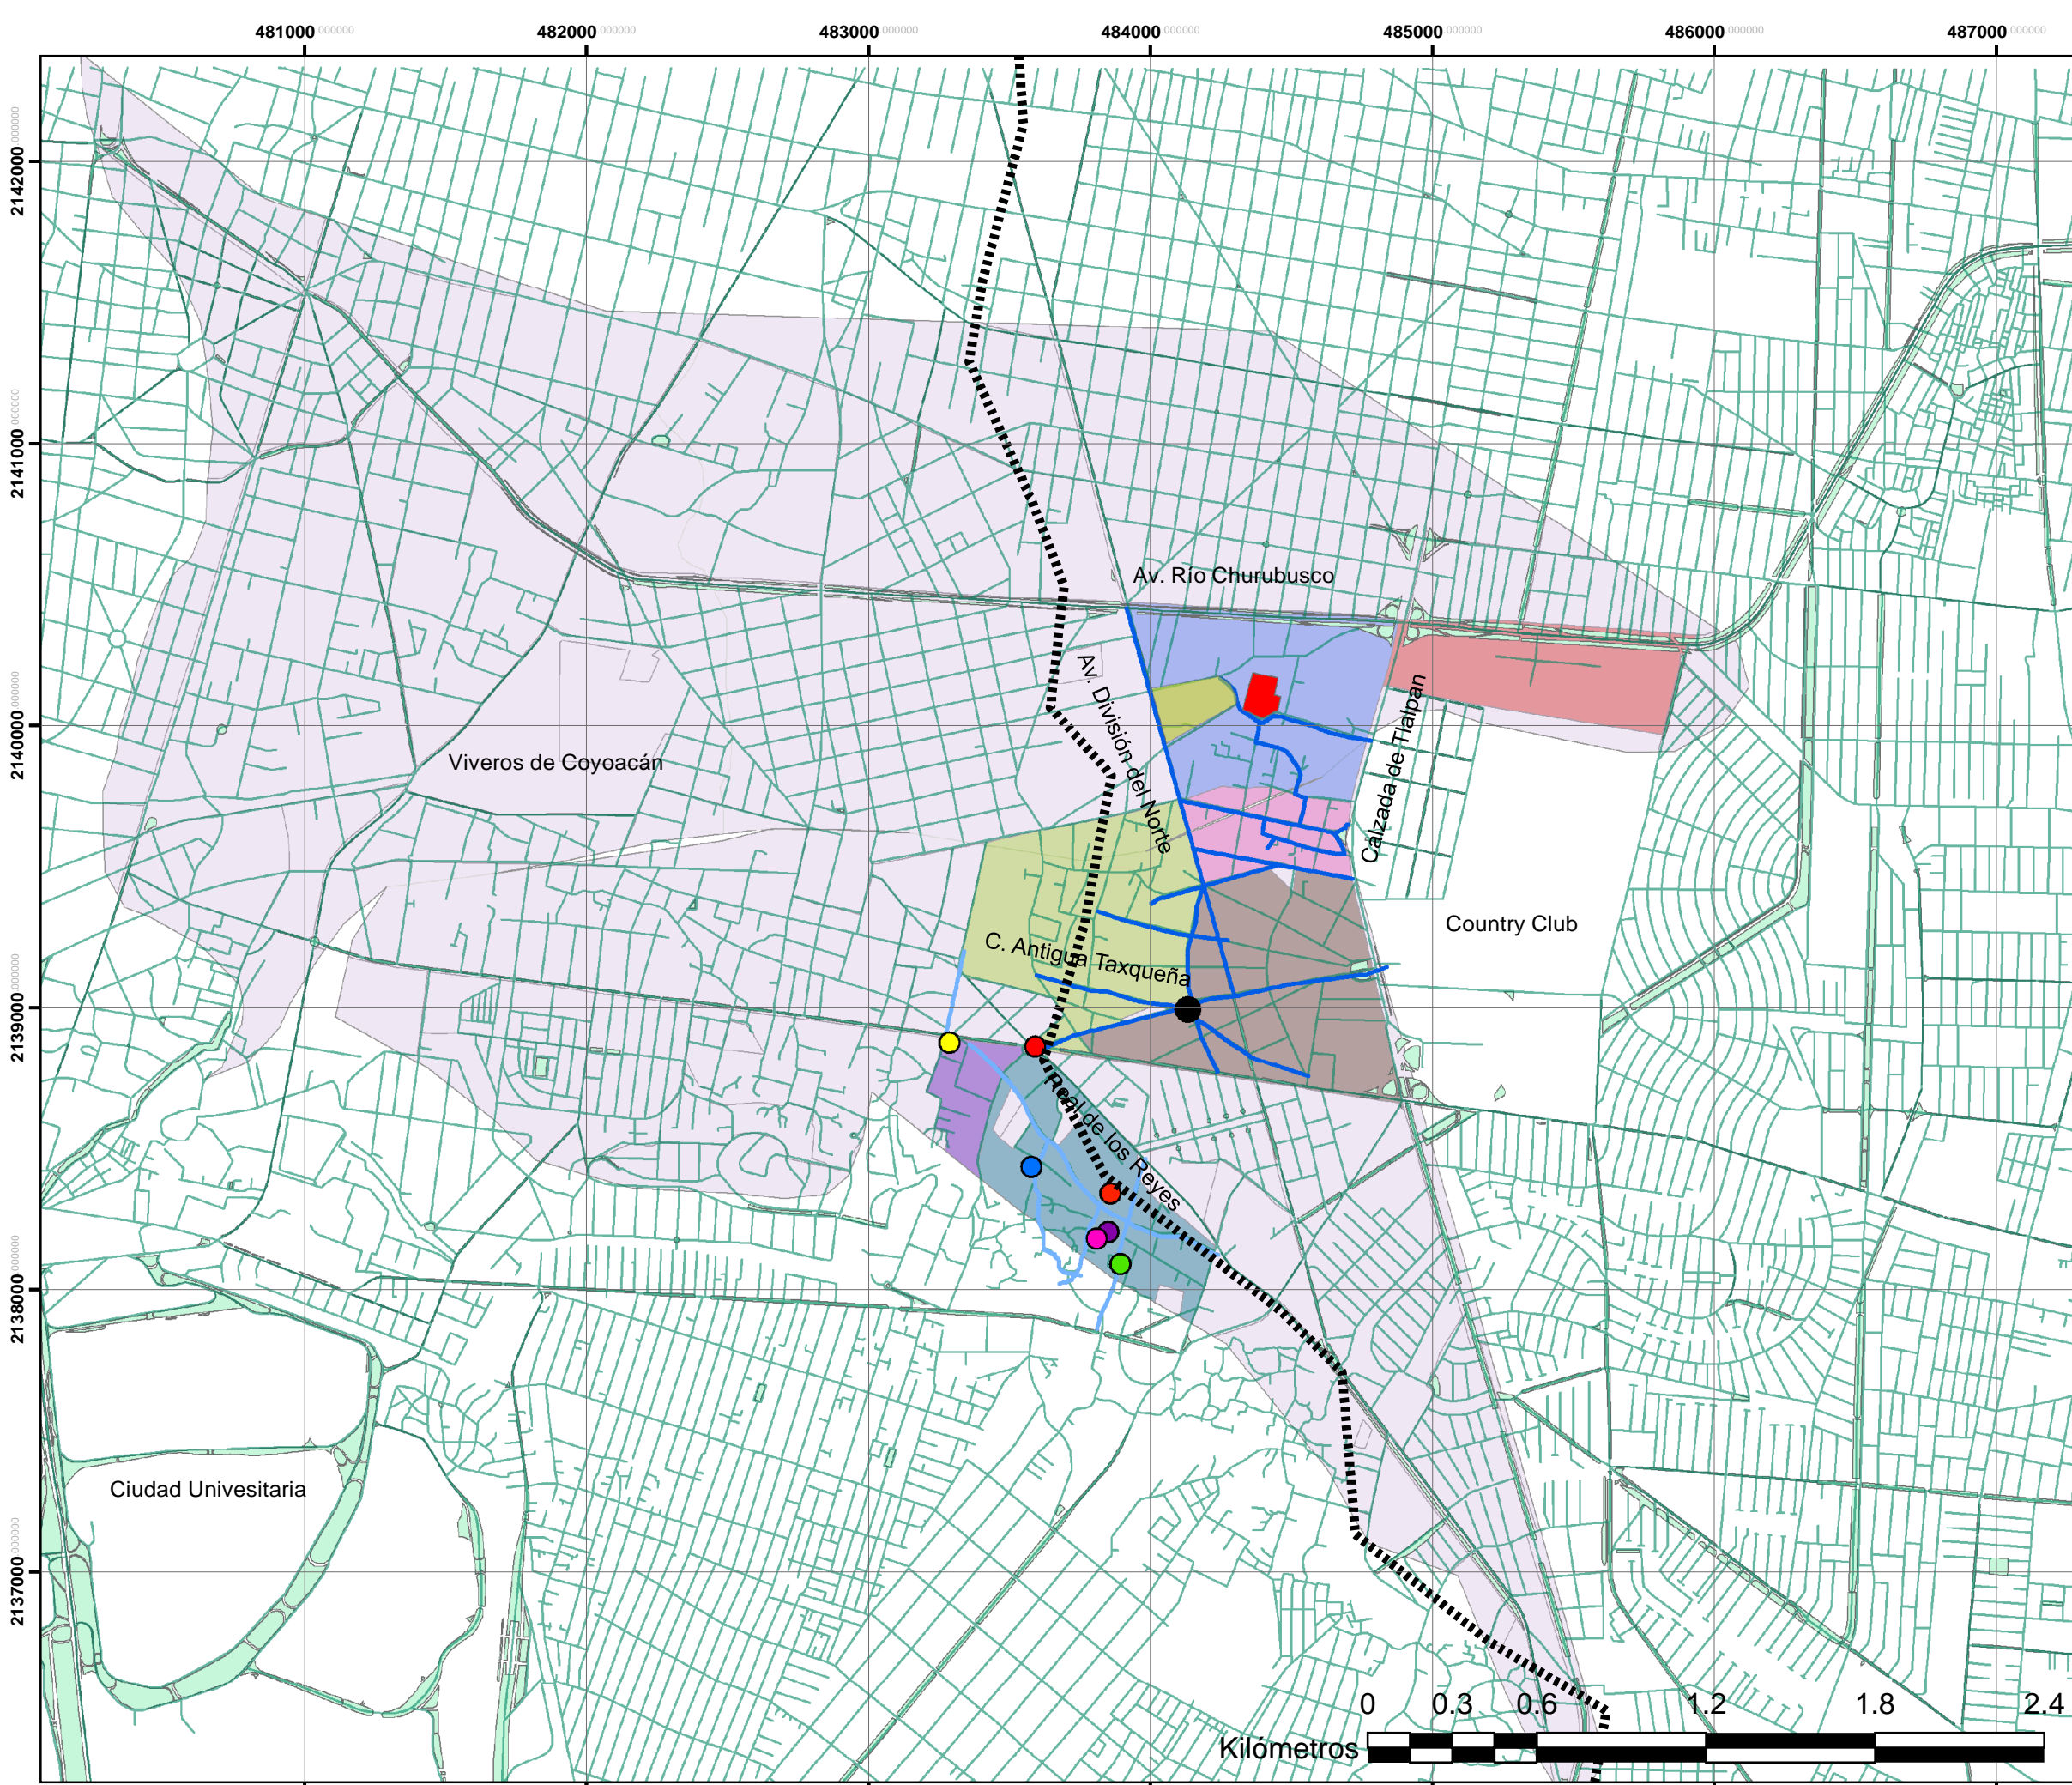 481000.000000 482000.000000 483000.000000 484000.000000 485000.000000 486000.000000 487000.000000
2142000.000000
2141000.000000
2140000.000000
2139000.000000
2138000.000000
2137000.000000
Av. Río Churubusco
Av. División del Norte
Calzada de Tlalpan
Viveros de Coyoacán
Country Club
C. Antigua Taxqueña
Real de los Reyes
Ciudad Univesitaria
0 0.3 0.6 1.2 1.8 2.4
Kilómetros